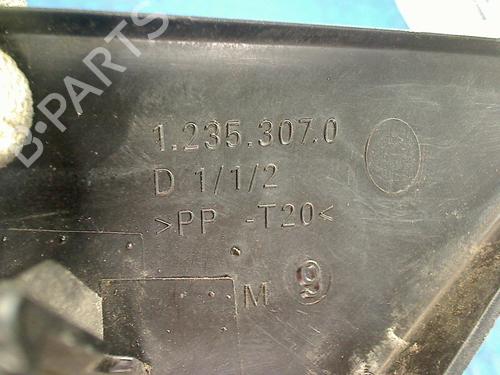 B-PARTS
1.235.307.0
D 1/1/2
>PP -T20<
M 9